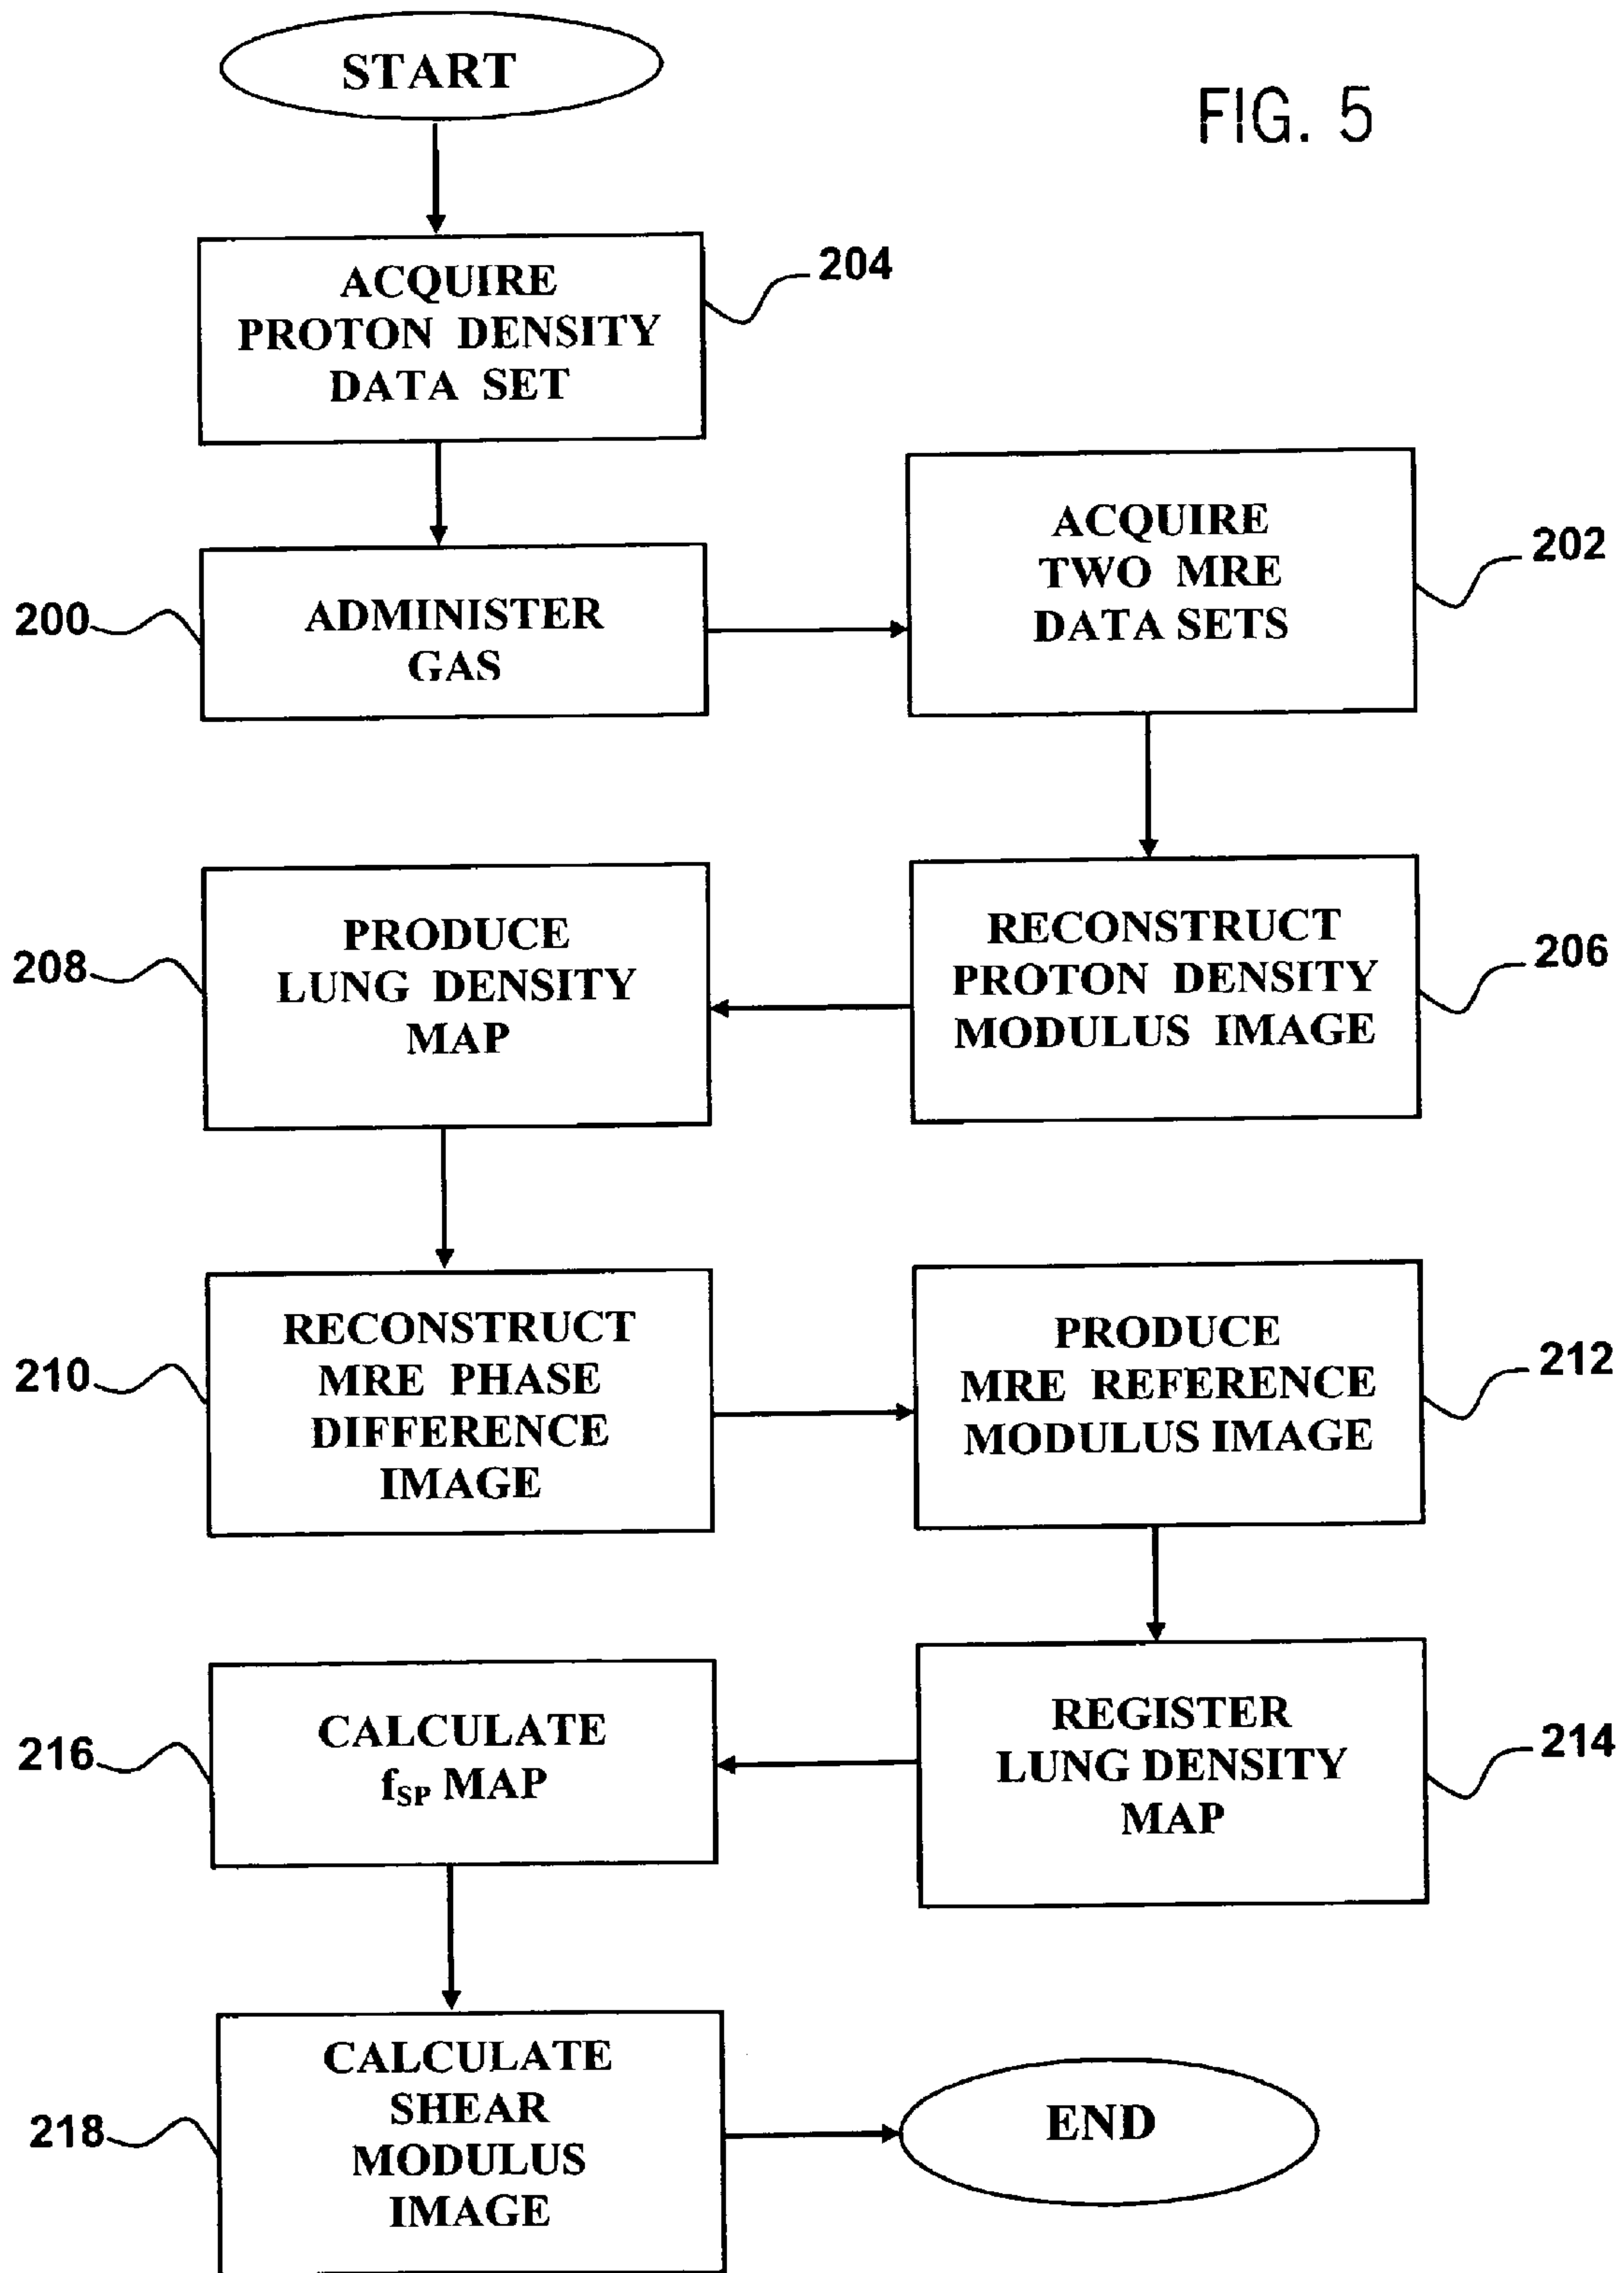 START
FIG. 5
ACQUIRE
PROTON DENSITY
DATA SET
204
200
ADMINISTER
GAS
ACQUIRE
TWO MRE
DATA SETS
202
208
PRODUCE
LUNG DENSITY
MAP
RECONSTRUCT
PROTON DENSITY
MODULUS IMAGE
206
210
RECONSTRUCT
MRE PHASE
DIFFERENCE
IMAGE
PRODUCE
MRE REFERENCE
MODULUS IMAGE
212
216
CALCULATE
fSP MAP
REGISTER
LUNG DENSITY
MAP
214
218
CALCULATE
SHEAR
MODULUS
IMAGE
END